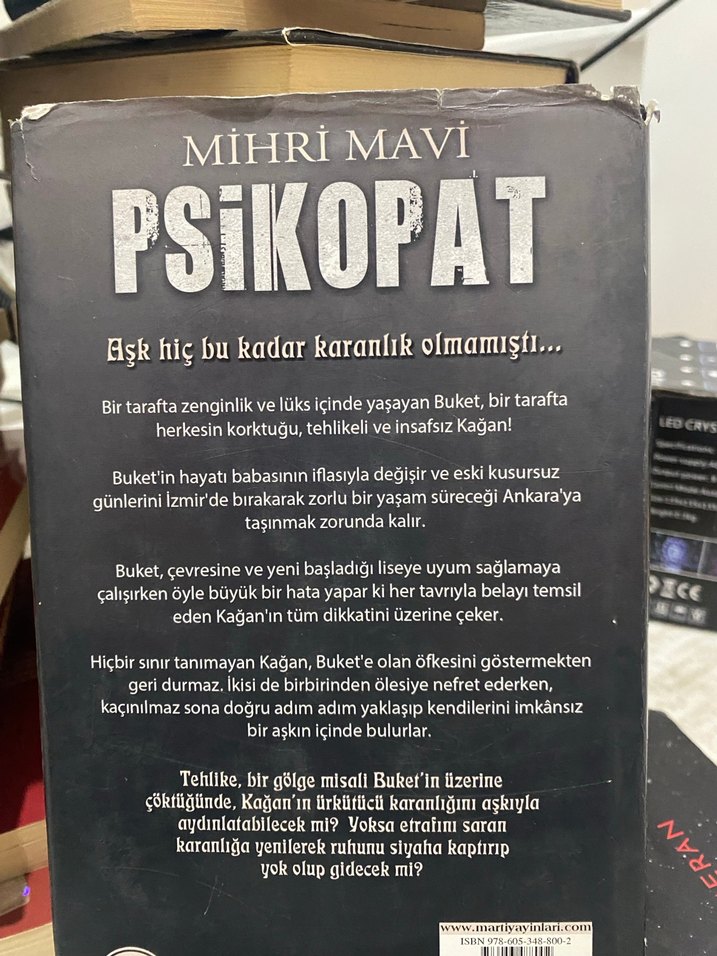 MİHRİ MAVİ
PSİKOPAT
Aşk hiç bu kadar karanlık olmamıştı...
Bir tarafta zenginlik ve lüks içinde yaşayan Buket, bir tarafta
herkesin korktuğu, tehlikeli ve insafsız Kağan!
Buket'in hayatı babasının iflasıyla değişir ve eski kusursuz
günlerini İzmir'de bırakarak zorlu bir yaşam süreceği Ankara'ya
taşınmak zorunda kalır.
Buket, çevresine ve yeni başladığı liseye uyum sağlamaya
çalışırken öyle büyük bir hata yapar ki her tavrıyla belayı temsil
eden Kağan'ın tüm dikkatini üzerine çeker.
Hiçbir sınır tanımayan Kağan, Buket'e olan öfkesini göstermekten
geri durmaz. İkisi de birbirinden ölesiye nefret ederken,
kaçınılmaz sona doğru adım adım yaklaşıp kendilerini imkânsız
bir aşkın içinde bulurlar.
Tehlike, bir gölge misali Buket'in üzerine
çöktüğünde, Kağan'ın ürkütücü karanlığını aşkıyla
aydınlatabilecek mi? Yoksa etrafını saran
karanlığa yenilerek ruhunu siyaha kaptırıp
yok olup gidecek mi?
www.martiyayinlari.com
ISBN 978-605-348-800-2
LED CRYS
ERAN